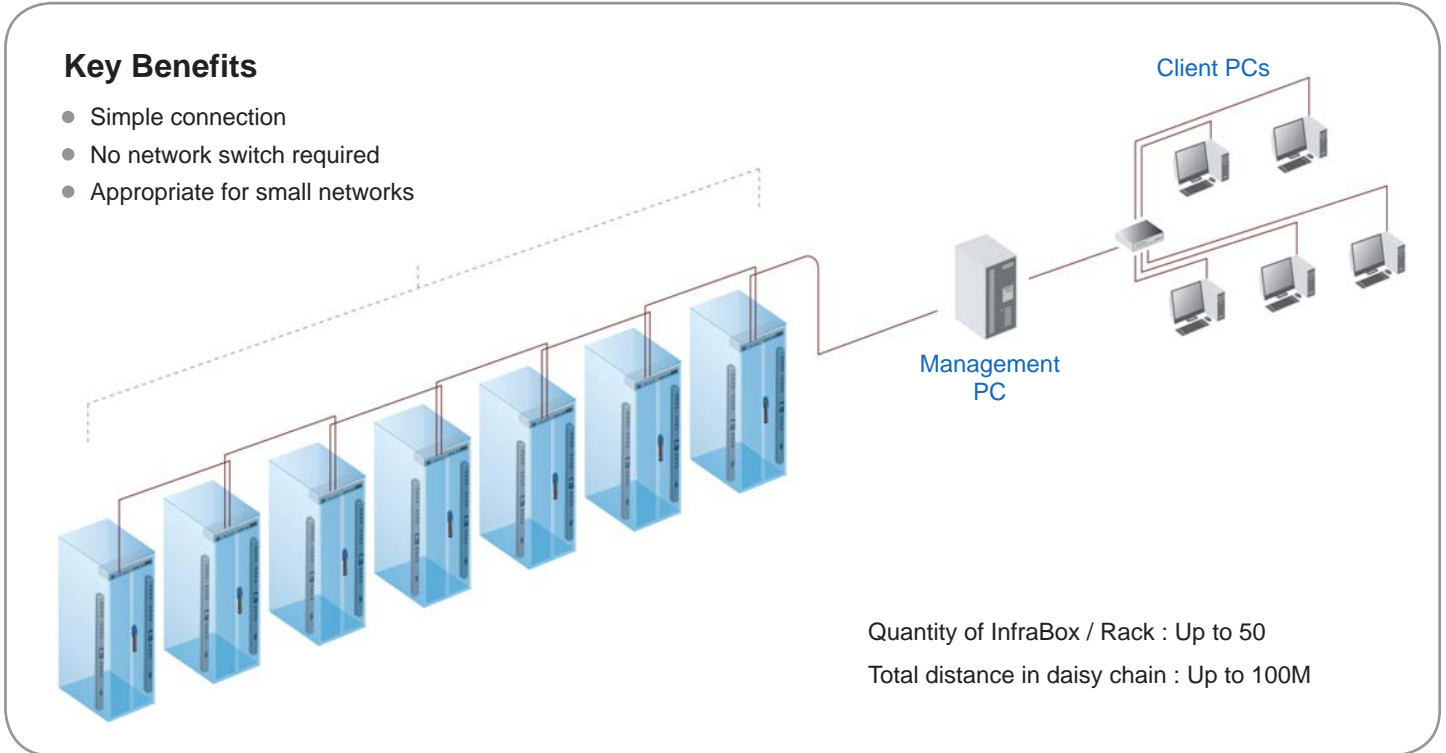 Key Benefits
Simple connection
No network switch required
Appropriate for small networks
Client PCs
Management
PC
Quantity of InfraBox / Rack : Up to 50
Total distance in daisy chain : Up to 100M